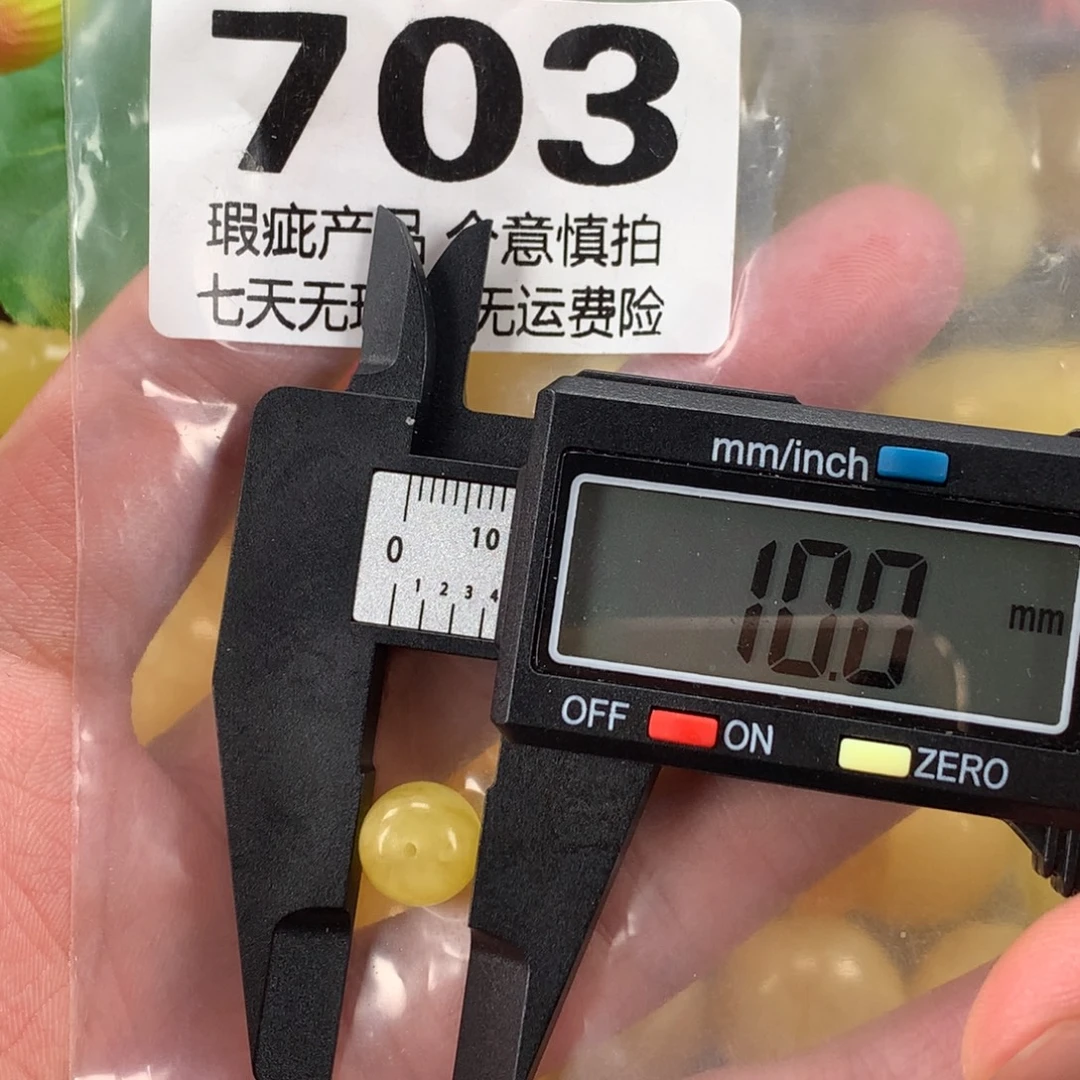 703
瑕疵产品 介意慎拍
七天无 无运费险
mm/inch
0 10
1 2 3 4
10.0 mm
OFF ON ZERO